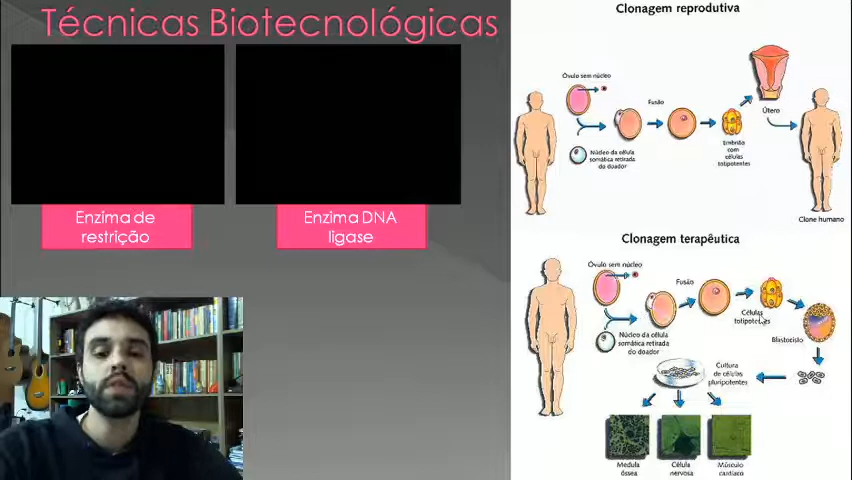 Técnicas Biotecnológicas
Enzima de
restrição
Enzima DNA
ligase
Clonagem reprodutiva
Óvulo sem núcleo
Fusão
Núcleo da célula
somática retirada
do doador
Embrião
com
células
totipotentes
Útero
Clone humano
Clonagem terapêutica
Óvulo sem núcleo
Fusão
Núcleo da célula
somática retirada
do doador
Células
totipotentes
Blastocisto
Cultura
de células
pluripotentes
Medula
óssea
Célula
nervosa
Músculo
cardíaco